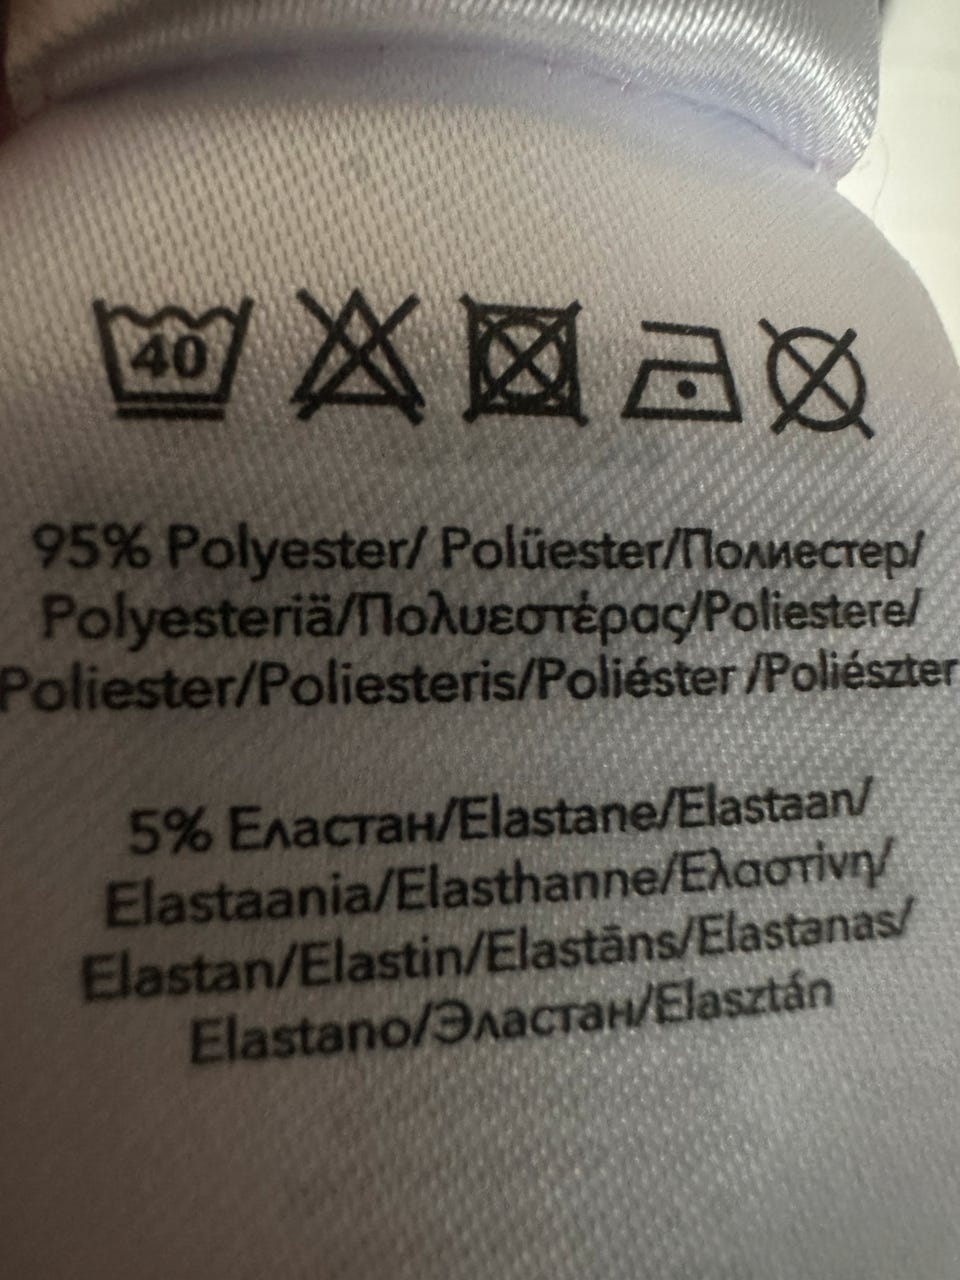 40
95% Polyester/ Polüester/Полиестер/
Polyesteriä/Πολυεστέρας/Poliestere/
Poliester/Poliesteris/Poliéster /Poliészter
5% Еластан/Elastane/Elastaan/
Elastaania/Elasthanne/Ελαστίνη/
Elastan/Elastin/Elastāns/Elastanas/
Elastano/Эластан/Elasztán